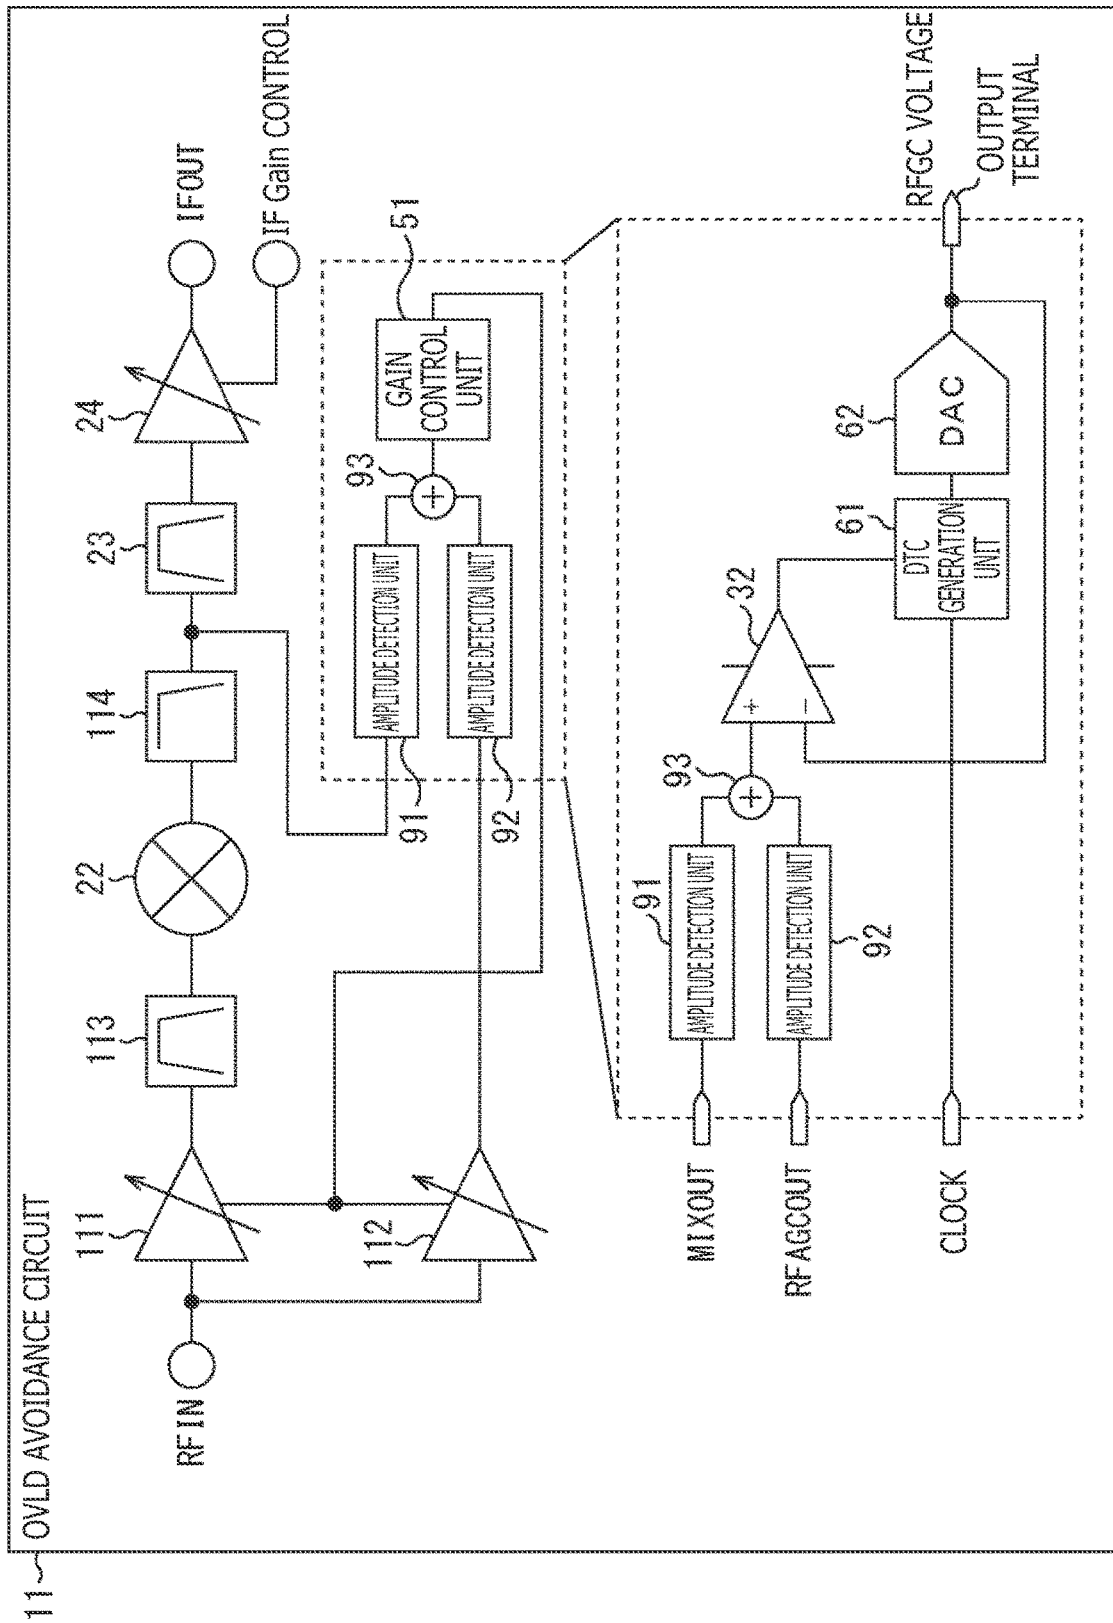 11
OVLD AVOIDANCE CIRCUIT
RF IN
111
113
22
114
23
24
IFOUT
IF Gain CONTROL
112
91
AMPLITUDE DETECTION UNIT
92
AMPLITUDE DETECTION UNIT
93
+
51
GAIN
CONTROL
UNIT
MIXOUT
RF AGCOUT
CLOCK
91
AMPLITUDE DETECTION UNIT
92
AMPLITUDE DETECTION UNIT
93
+
32
+
−
61
DTC
GENERATION
UNIT
62
DAC
RFGC VOLTAGE
OUTPUT
TERMINAL